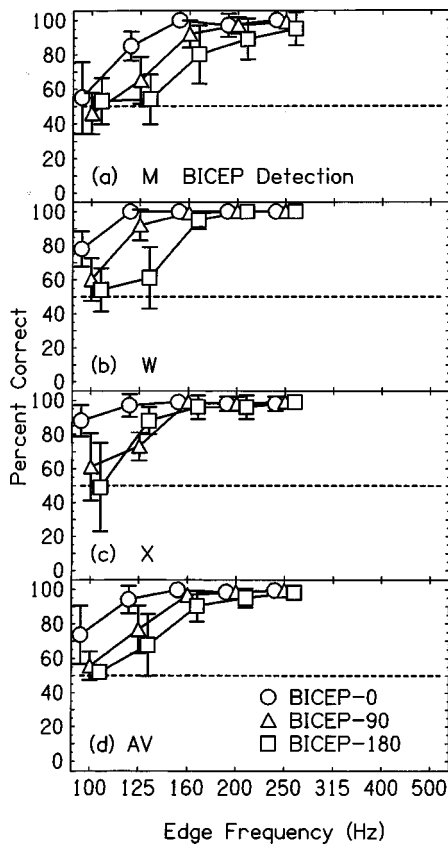 100
80
60
40
20
0
(a) M BICEP Detection
100
80
60
40
20
0
(b) W
100
80
60
40
20
0
(c) X
100
80
60
40
20
0
(d) AV
BICEP-0
BICEP-90
BICEP-180
Percent Correct
100 125 160 200 250 315 400 500
Edge Frequency (Hz)